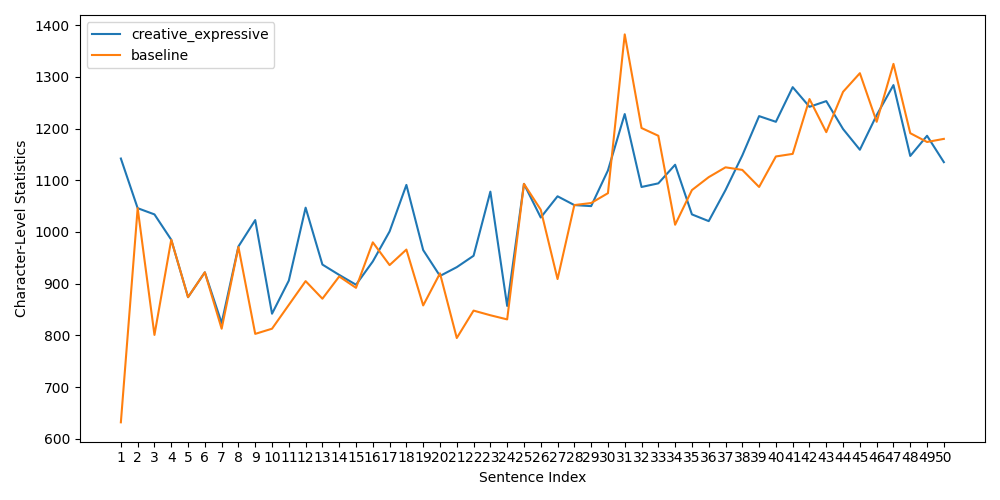 creative_expressive
baseline
1400
1300
1200
1100
1000
900
800
700
600
Character-Level Statistics
1 2 3 4 5 6 7 8 9 10 11 12 13 14 15 16 17 18 19 20 21 22 23 24 25 26 27 28 29 30 31 32 33 34 35 36 37 38 39 40 41 42 43 44 45 46 47 48 49 50
Sentence Index